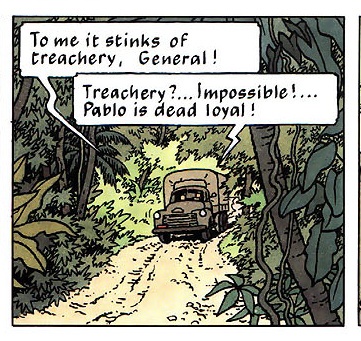 To me it stinks of
treachery, General!
Treachery?...Impossible!...
Pablo is dead loyal!